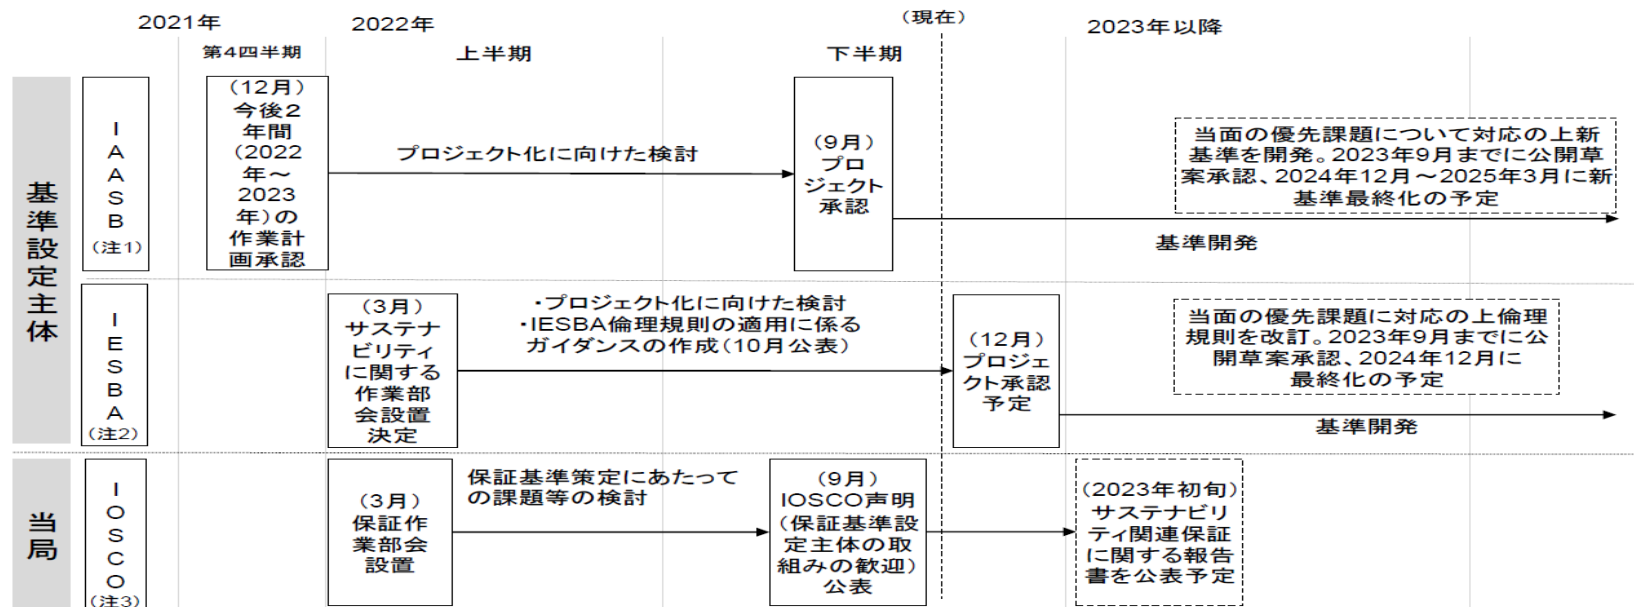 2021年
2022年
(現在)
2023年以降
第4四半期
上半期
下半期
基準設定主体
IAASB
(注1)
(12月)
今後2
年間
(2022
年～
2023
年)の
作業計
画承認
プロジェクト化に向けた検討
(9月)
プロ
ジェクト
承認
当面の優先課題について対応の上新
基準を開発。2023年9月までに公開草
案承認、2024年12月～2025年3月に新
基準最終化の予定
基準開発
IESBA
(注2)
(3月)
サステナ
ビリティ
に関する
作業部
会設置
決定
・プロジェクト化に向けた検討
・IESBA倫理規則の適用に係る
ガイダンスの作成(10月公表)
(12月)
プロジェ
クト承認
予定
当面の優先課題に対応の上倫理
規則を改訂。2023年9月までに公
開草案承認、2024年12月に
最終化の予定
基準開発
当局
IOSCO
(注3)
(3月)
保証作
業部会
設置
保証基準策定にあたって
の課題等の検討
(9月)
IOSCO声明
(保証基準設
定主体の取
組みの歓迎)
公表
(2023年初旬)
サステナビリ
ティ関連保証
に関する報告
書を公表予定